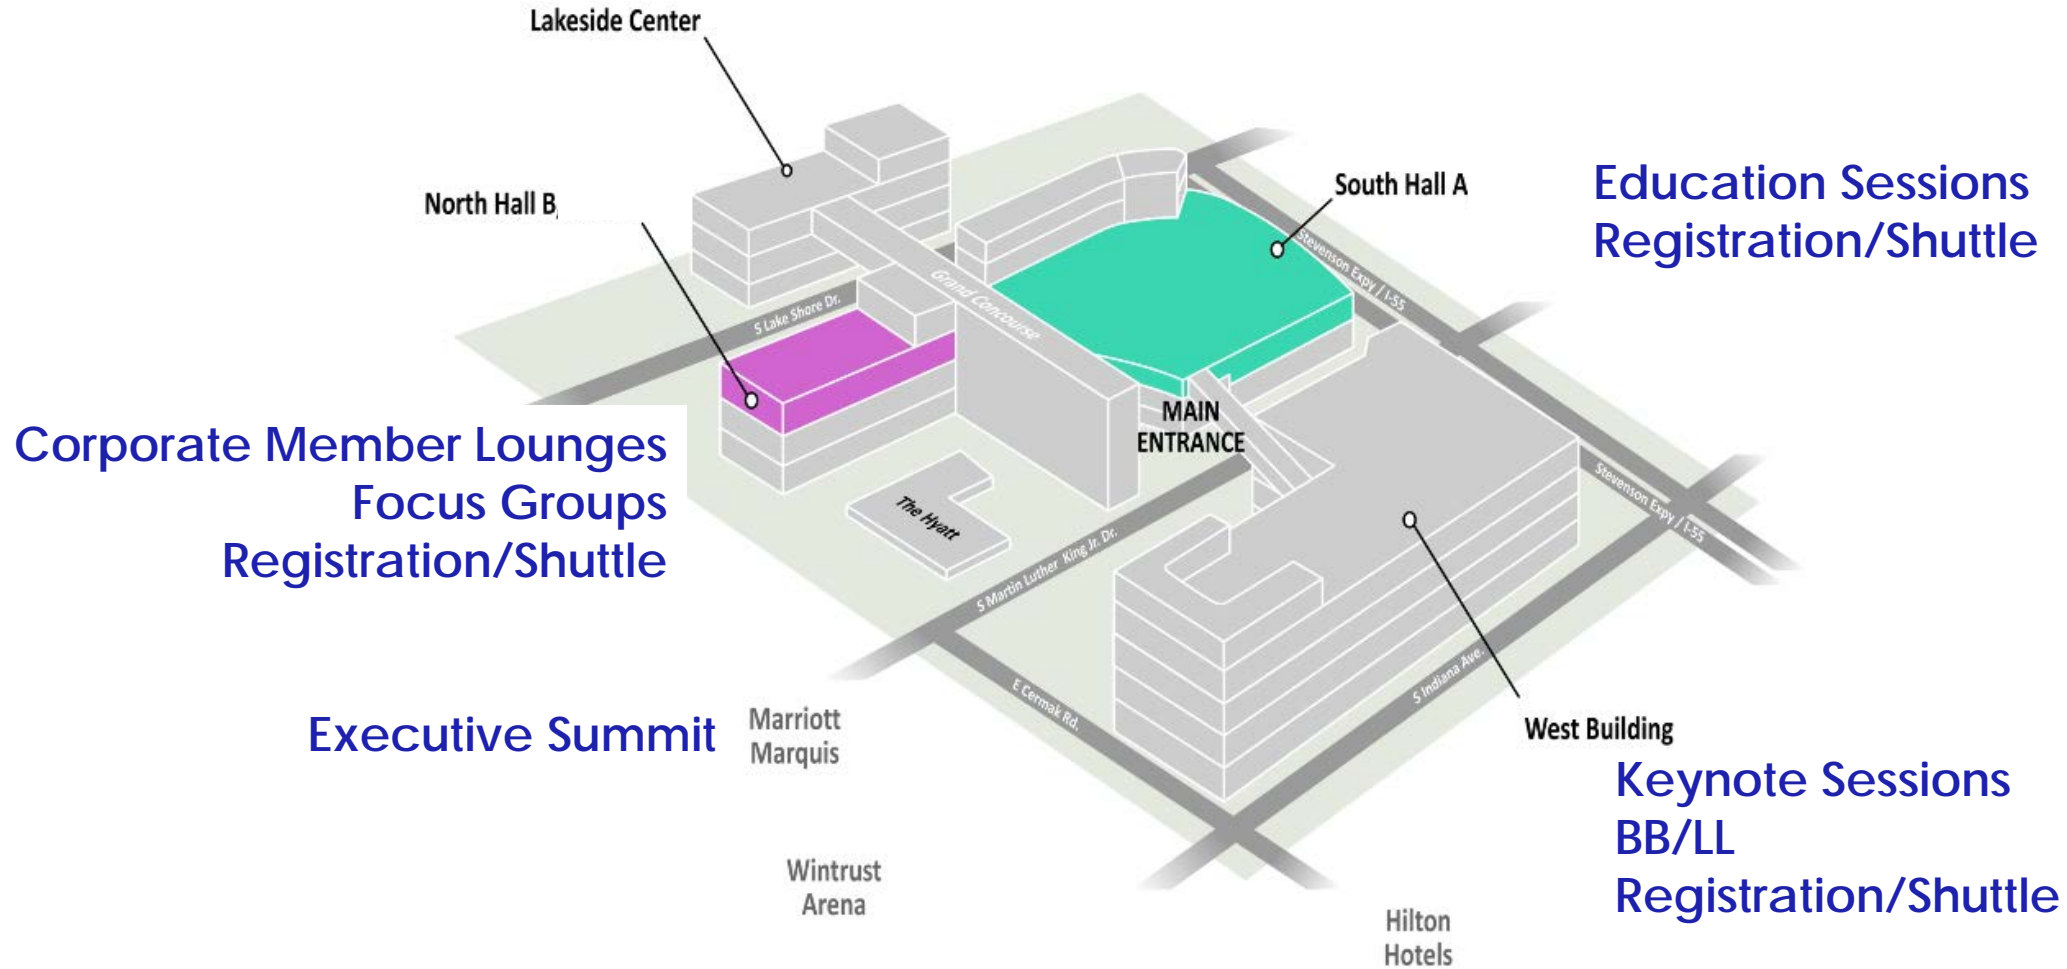 Lakeside Center
North Hall B
South Hall A
Education Sessions
Registration/Shuttle
Stevenson Expy / I-55
Grand Concourse
S Lake Shore Dr.
MAIN
ENTRANCE
Corporate Member Lounges
Focus Groups
Registration/Shuttle
The Hyatt
Stevenson Expy / I-55
S Martin Luther King Jr. Dr.
E Cermak Rd.
S Indiana Ave.
Executive Summit
Marriott
Marquis
West Building
Keynote Sessions
BB/LL
Registration/Shuttle
Wintrust
Arena
Hilton
Hotels